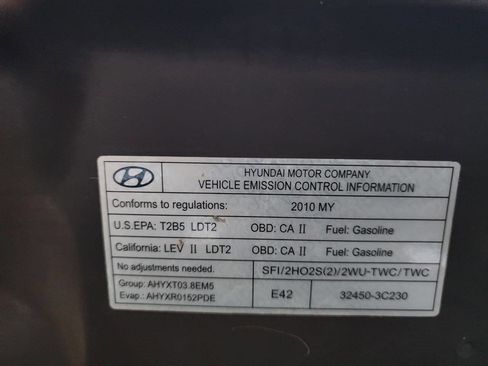 HYUNDAI MOTOR COMPANY
VEHICLE EMISSION CONTROL INFORMATION
Conforms to regulations: 2010 MY
U.S.EPA: T2B5 LDT2 OBD: CA II Fuel: Gasoline
California: LEV II LDT2 OBD: CA II Fuel: Gasoline
No adjustments needed. SFI/2HO2S(2)/2WU-TWC/TWC
Group: AHYXT03.8EM5
Evap.: AHYXR0152PDE
E42 32450-3C230